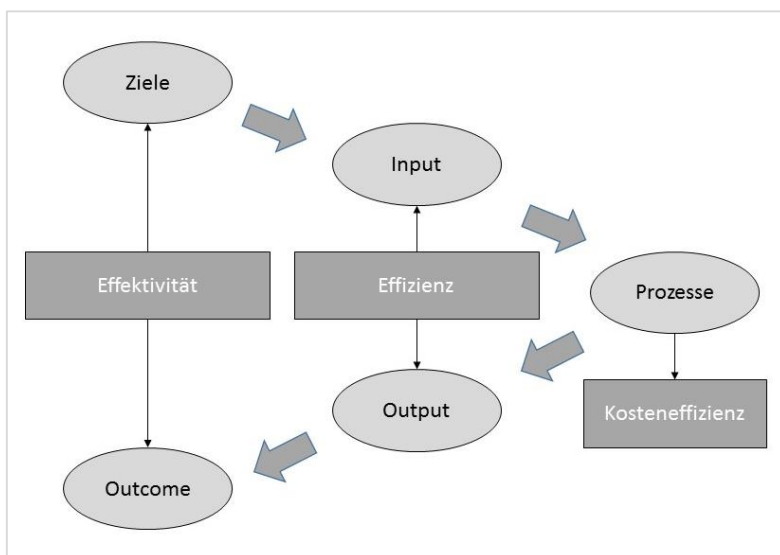 Ziele
Input
Effektivität
Effizienz
Prozesse
Output
Kosteneffizienz
Outcome